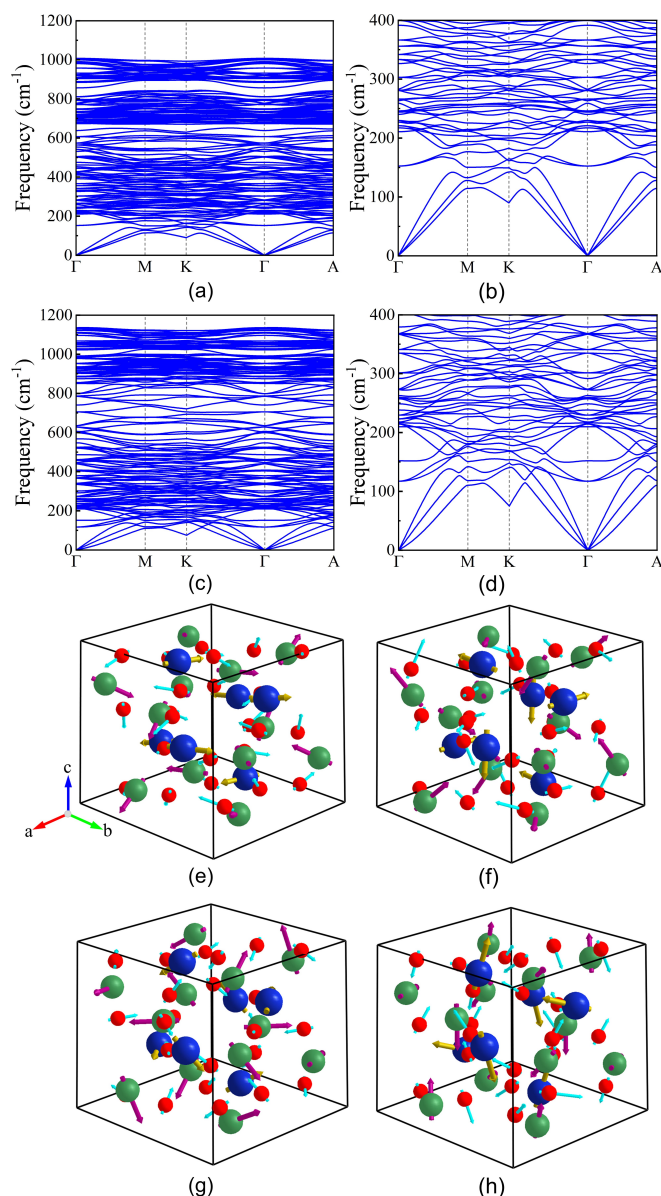 1200
1000
800
600
400
200
0
Frequency (cm-1)
Γ M K Γ A
(a)
400
300
200
100
0
Frequency (cm-1)
Γ M K Γ A
(b)
1200
1000
800
600
400
200
0
Frequency (cm-1)
Γ M K Γ A
(c)
400
300
200
100
0
Frequency (cm-1)
Γ M K Γ A
(d)
c
a b
(e) (f)
(g) (h)